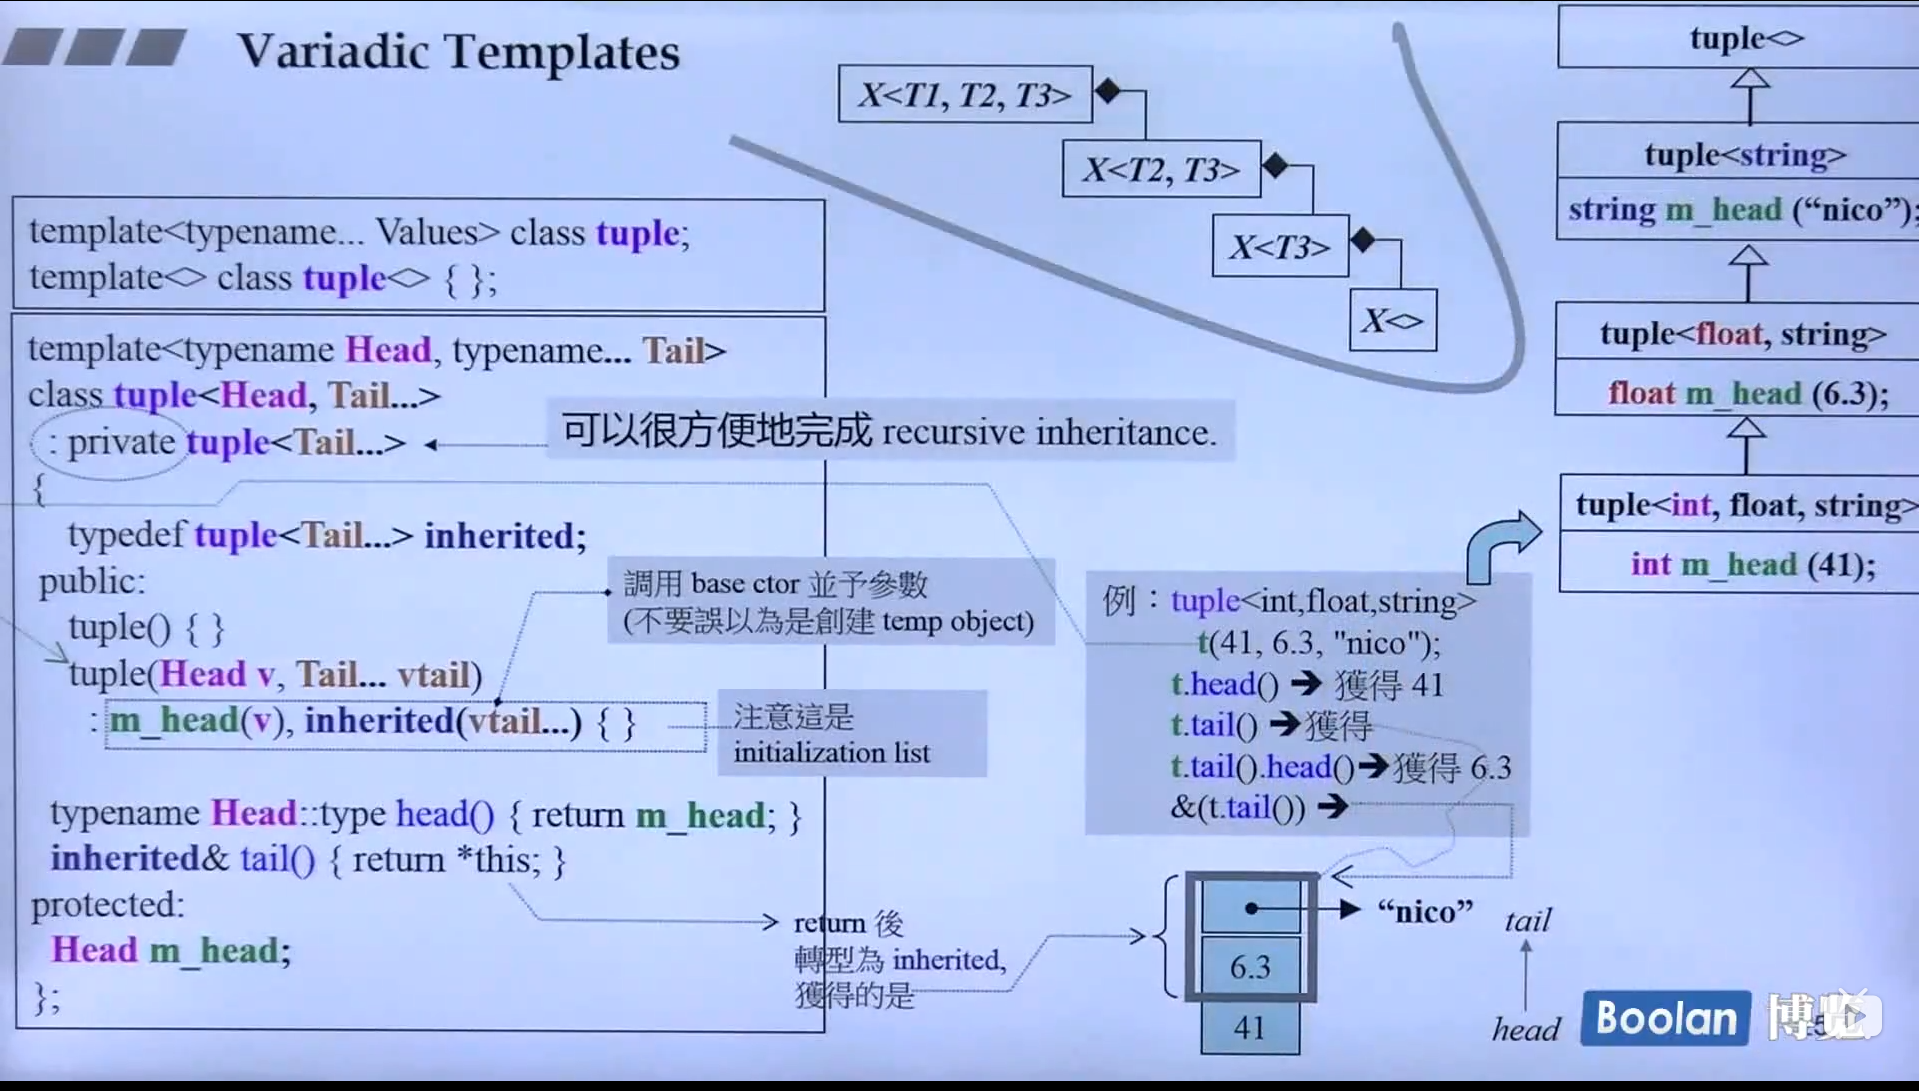 Variadic Templates
X<T1, T2, T3>
X<T2, T3>
X<T3>
X<>
template<typename... Values> class tuple;
template<> class tuple<> { };
template<typename Head, typename... Tail>
class tuple<Head, Tail...>
: private tuple<Tail...>
{
typedef tuple<Tail...> inherited;
public:
tuple() { }
tuple(Head v, Tail... vtail)
: m_head(v), inherited(vtail...) { }
typename Head::type head() { return m_head; }
inherited& tail() { return *this; }
protected:
Head m_head;
};
可以很方便地完成 recursive inheritance.
調用 base ctor 並予參數
(不要誤以為是創建 temp object)
注意這是
initialization list
return 後
轉型為 inherited,
獲得的是
例：tuple<int,float,string>
t(41, 6.3, "nico");
t.head() ➔ 獲得 41
t.tail() ➔獲得
t.tail().head()➔獲得 6.3
&(t.tail()) ➔
“nico”
6.3
41
tail
head
tuple<>
tuple<string>
string m_head (“nico”);
tuple<float, string>
float m_head (6.3);
tuple<int, float, string>
int m_head (41);
Boolan 博览